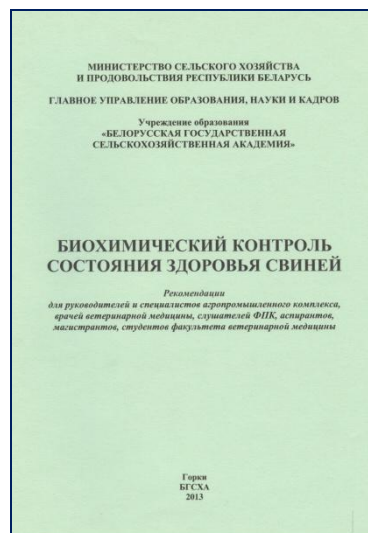 МИНИСТЕРСТВО СЕЛЬСКОГО ХОЗЯЙСТВА
И ПРОДОВОЛЬСТВИЯ РЕСПУБЛИКИ БЕЛАРУСЬ
ГЛАВНОЕ УПРАВЛЕНИЕ ОБРАЗОВАНИЯ, НАУКИ И КАДРОВ
Учреждение образования
«БЕЛОРУССКАЯ ГОСУДАРСТВЕННАЯ
СЕЛЬСКОХОЗЯЙСТВЕННАЯ АКАДЕМИЯ»
БИОХИМИЧЕСКИЙ КОНТРОЛЬ
СОСТОЯНИЯ ЗДОРОВЬЯ СВИНЕЙ
Рекомендации
для руководителей и специалистов агропромышленного комплекса,
врачей ветеринарной медицины, слушателей ФПК, аспирантов,
магистрантов, студентов факультета ветеринарной медицины
Горки
БГСХА
2013